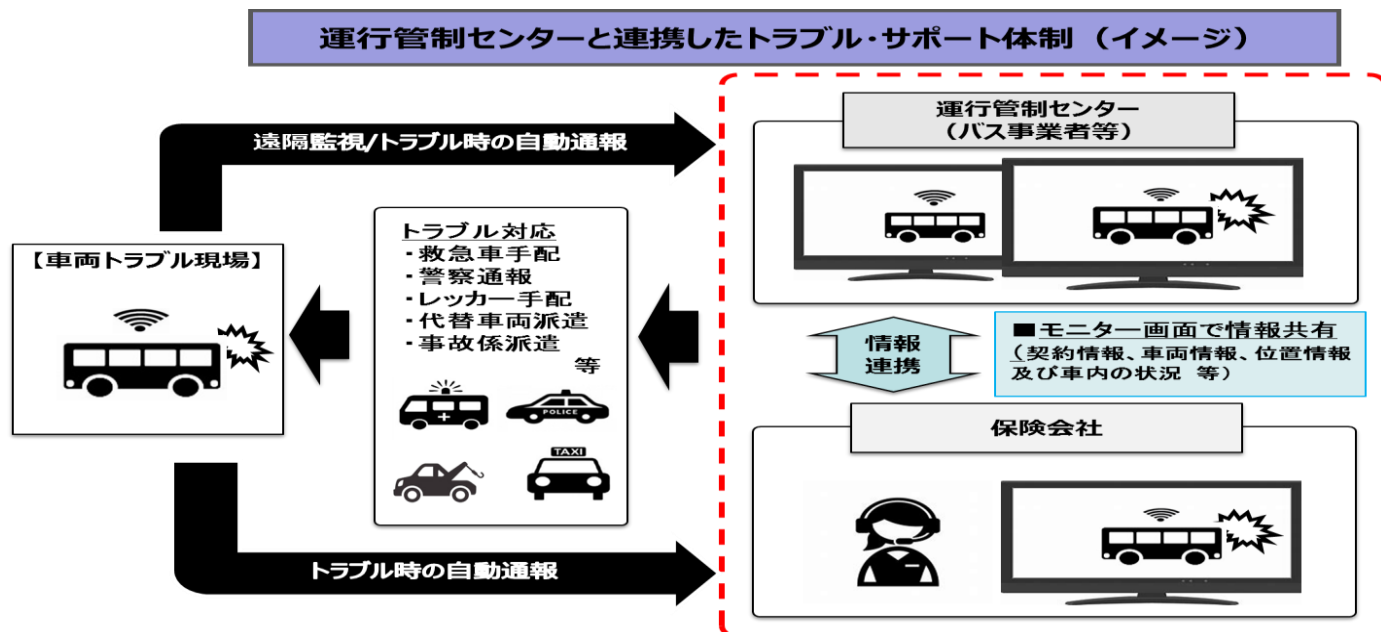 運行管制センターと連携したトラブル・サポート体制 (イメージ)
遠隔監視/トラブル時の自動通報
【車両トラブル現場】
トラブル対応
・救急車手配
・警察通報
・レッカー手配
・代替車両派遣
・事故係派遣
等
POLICE
TAXI
トラブル時の自動通報
運行管制センター
(バス事業者等)
情報
連携
■モニター画面で情報共有
(契約情報、車両情報、位置情報
及び車内の状況 等)
保険会社